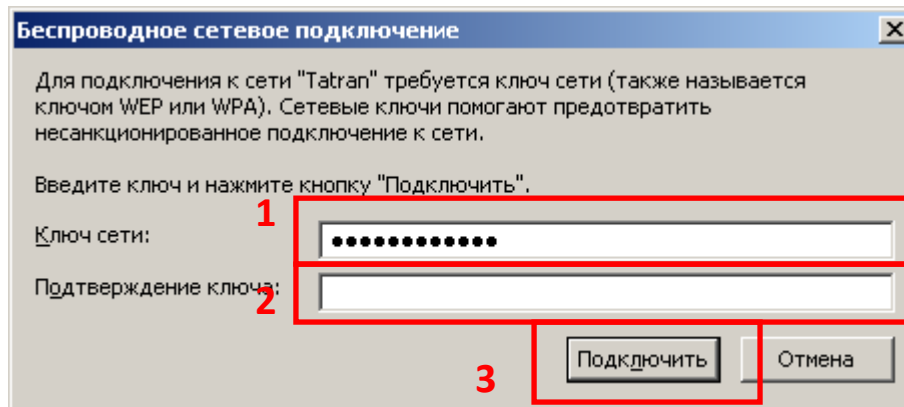 Беспроводное сетевое подключение
Для подключения к сети "Tatran" требуется ключ сети (также называется
ключом WEP или WPA). Сетевые ключи помогают предотвратить
несанкционированное подключение к сети.
Введите ключ и нажмите кнопку "Подключить".
1
Ключ сети: ●●●●●●●●●●●●
Подтверждение ключа:
2
Подключить Отмена
3